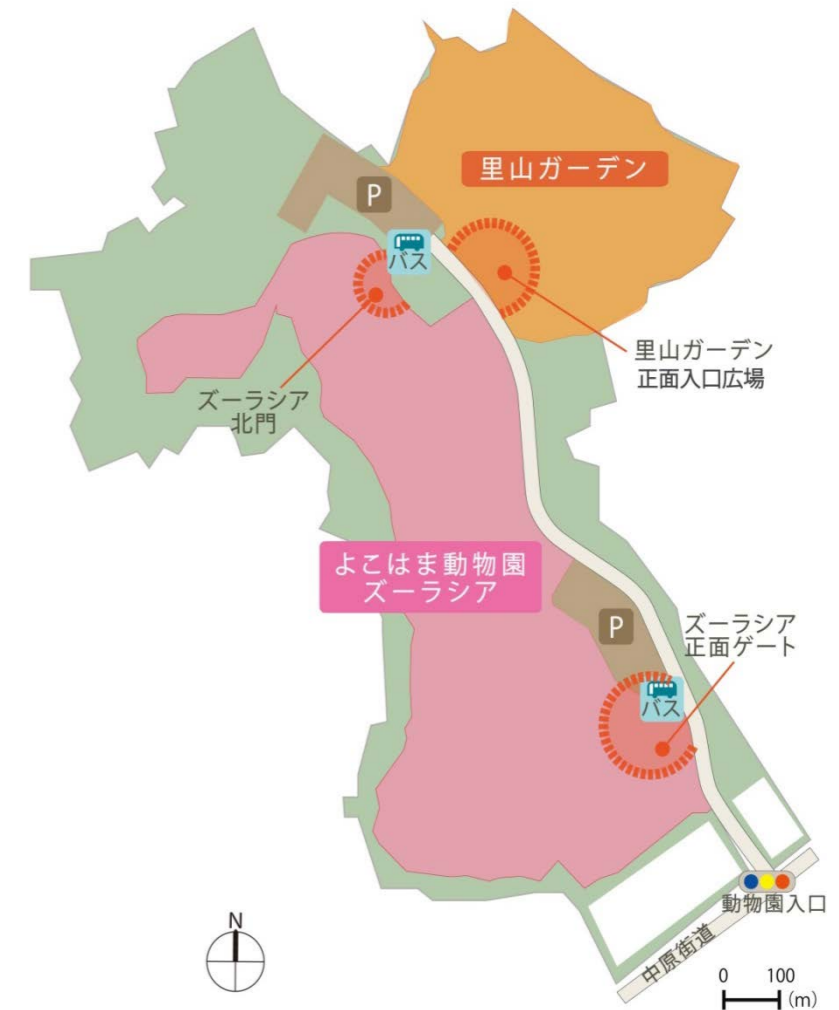 里山ガーデン
P
バス
里山ガーデン
正面入口広場
ズーラシア
北門
よこはま動物園
ズーラシア
P
ズーラシア
正面ゲート
バス
動物園入口
中原街道
N
0 100
(m)